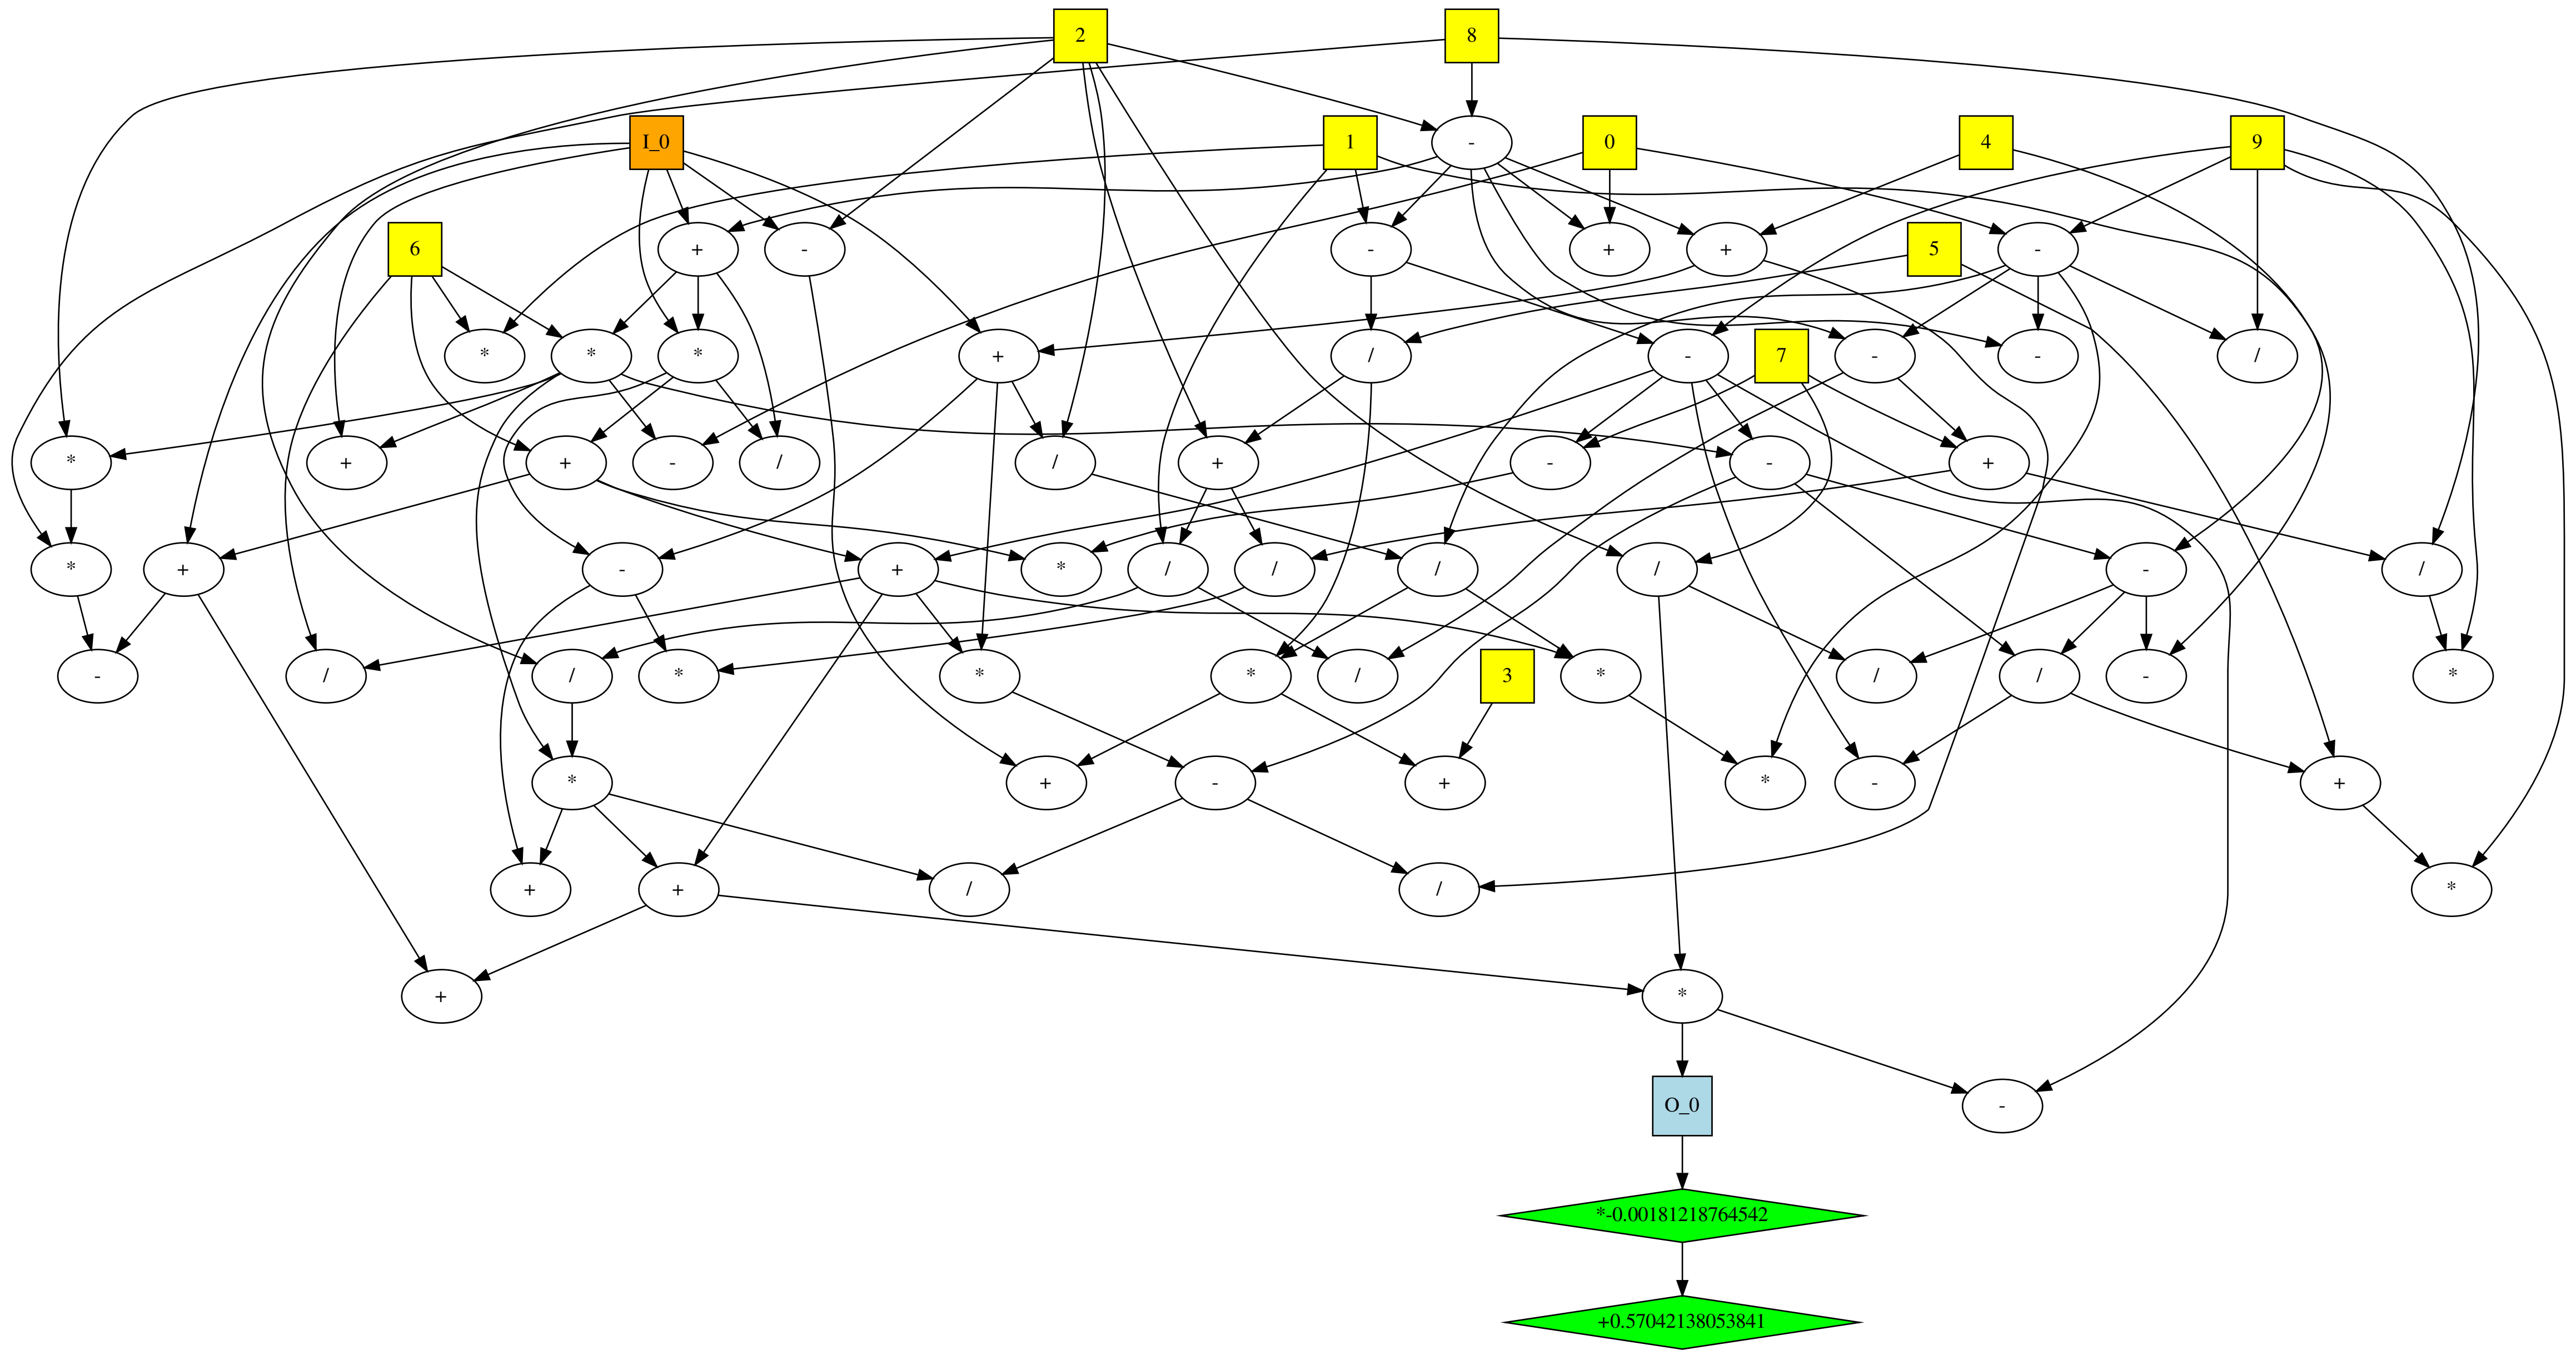 2 8
I_0 1 0 4 9
6 + - - + + 5 -
* * * + / - 7 - - /
* + + - / / + - - +
* + - + * / / / / - /
- / / * * * / 3 * / / - *
* + - + * - +
+ + / / *
+ *
O_0 -
*-0.00181218764542
+0.57042138053841